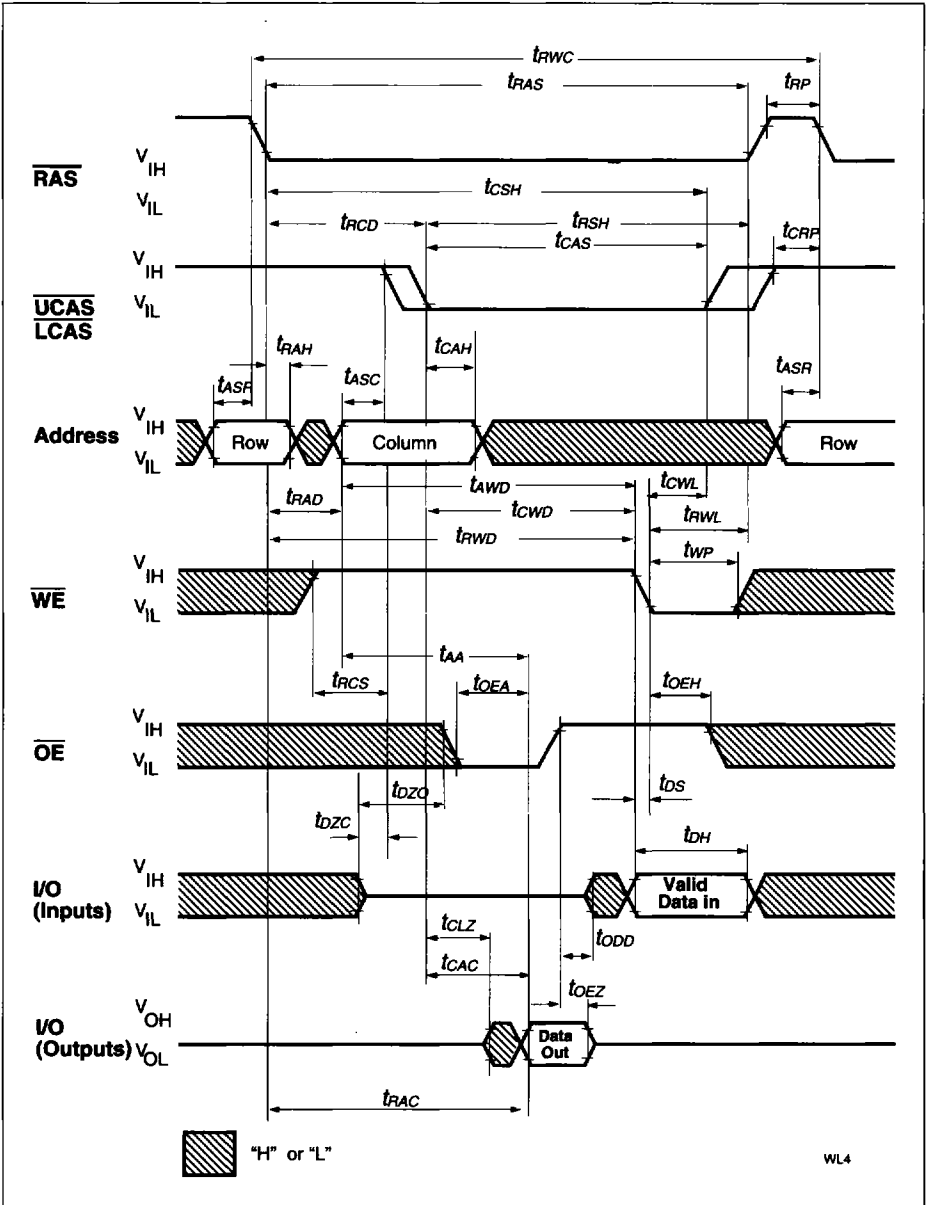 tRWC
tRAS
tRP
RAS
VIH
VIL
tCSH
tRCD
tRSH
tCAS
tCRP
UCAS
LCAS
VIH
VIL
tRAH
tCAH
tASR
tASC
tASR
Address
VIH
VIL
Row
Column
Row
tRAD
tAWD
tCWL
tCWD
tRWL
tRWD
tWP
WE
VIH
VIL
tAA
tRCS
tOEA
tOEH
OE
VIH
VIL
tDZO
tDS
tDZC
tDH
I/O
(Inputs)
VIH
VIL
Valid
Data in
tCLZ
tODD
tCAC
tOEZ
I/O
(Outputs)
VOH
VOL
Data
Out
tRAC
"H" or "L"
WL4